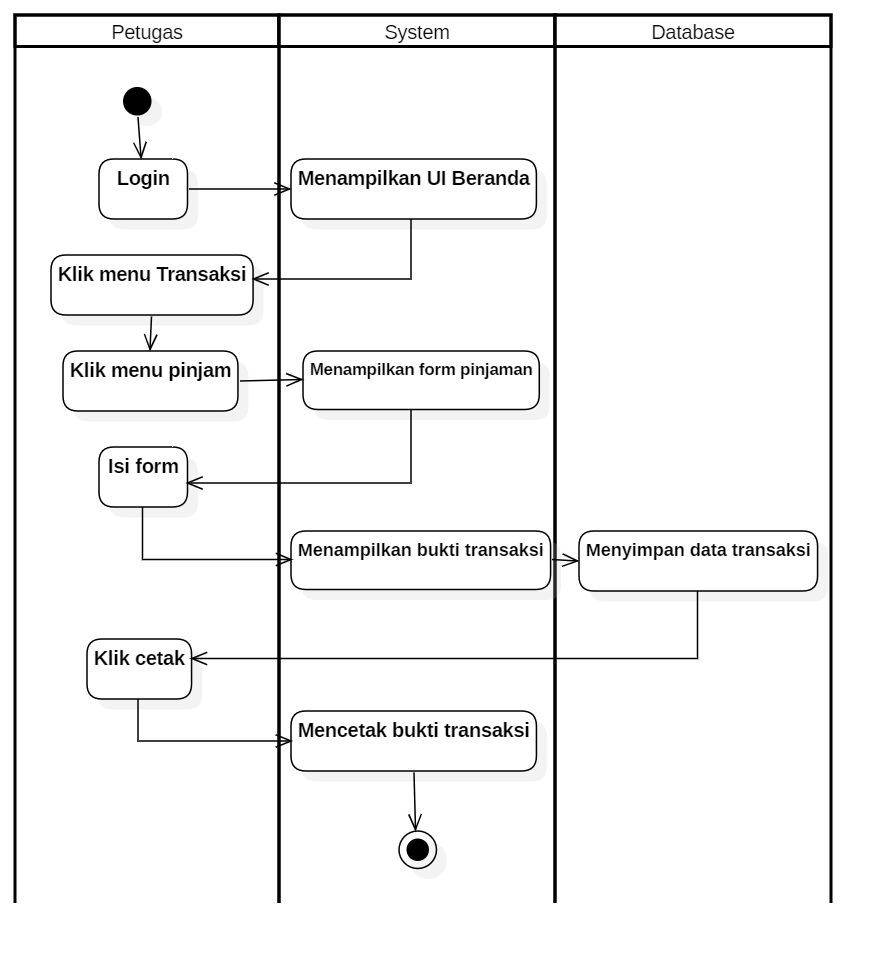 Petugas
System
Database
Login
Menampilkan UI Beranda
Klik menu Transaksi
Klik menu pinjam
Menampilkan form pinjaman
Isi form
Menampilkan bukti transaksi
Menyimpan data transaksi
Klik cetak
Mencetak bukti transaksi